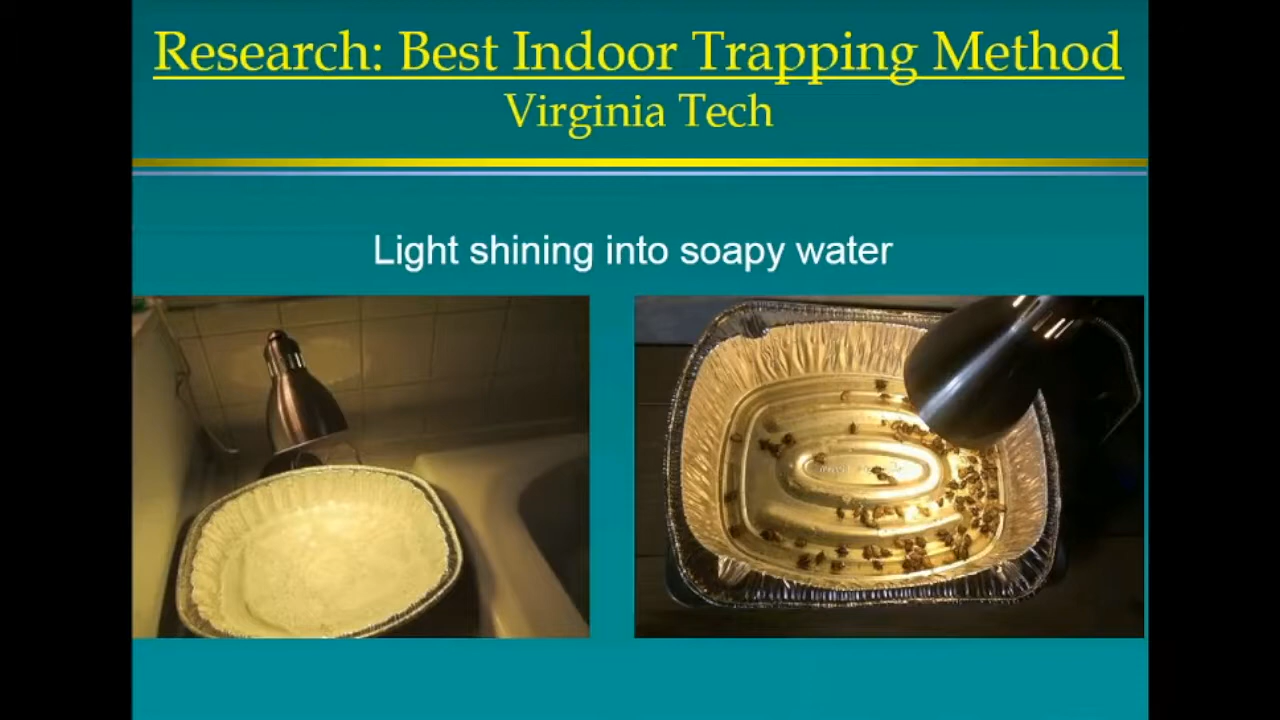 Research: Best Indoor Trapping Method
Virginia Tech
Light shining into soapy water